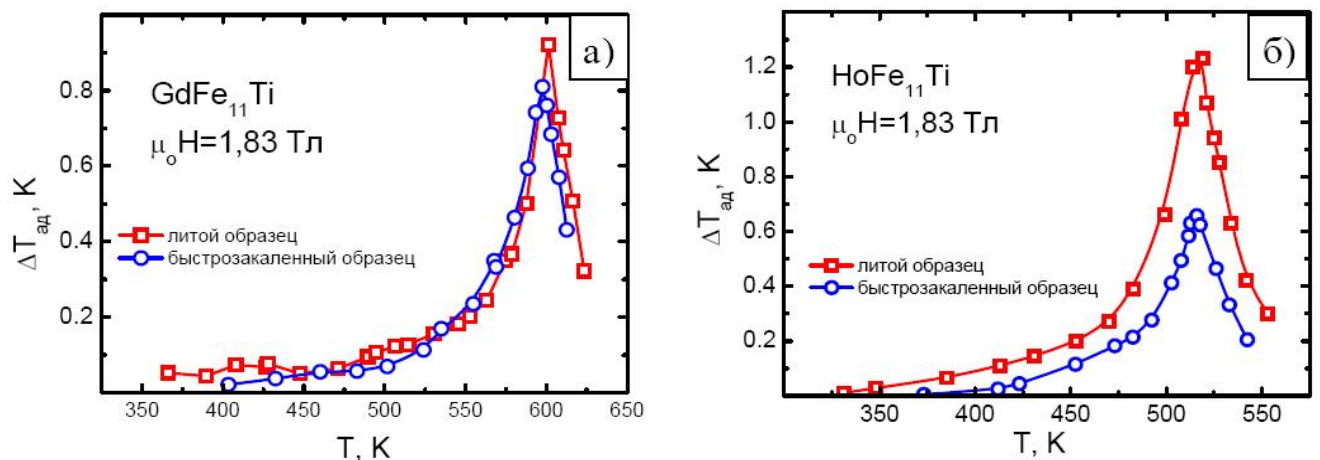 а)
GdFe₁₁Ti
μₒH=1,83 Тл
литой образец
быстрозакаленный образец
ΔTад, K
0.8
0.6
0.4
0.2
350 400 450 500 550 600 650
T, K
б)
HoFe₁₁Ti
μₒH=1,83 Тл
литой образец
быстрозакаленный образец
ΔTад, K
1.2
1.0
0.8
0.6
0.4
0.2
350 400 450 500 550
T, K